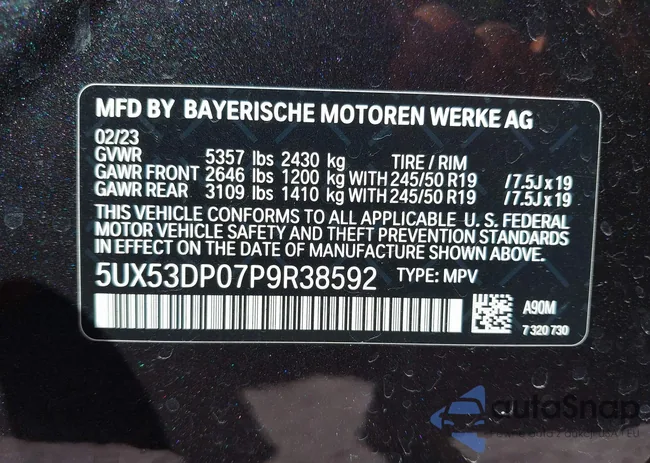 MFD BY BAYERISCHE MOTOREN WERKE AG
02/23
GVWR 5357 lbs 2430 kg TIRE / RIM
GAWR FRONT 2646 lbs 1200 kg WITH 245/50 R19 /7.5J x 19
GAWR REAR 3109 lbs 1410 kg WITH 245/50 R19 /7.5J x 19
THIS VEHICLE CONFORMS TO ALL APPLICABLE U. S. FEDERAL
MOTOR VEHICLE SAFETY AND THEFT PREVENTION STANDARDS
IN EFFECT ON THE DATE OF MANUFACTURE SHOWN ABOVE.
5UX53DP07P9R38592 TYPE: MPV
A90M
7 320 730
autoSnap